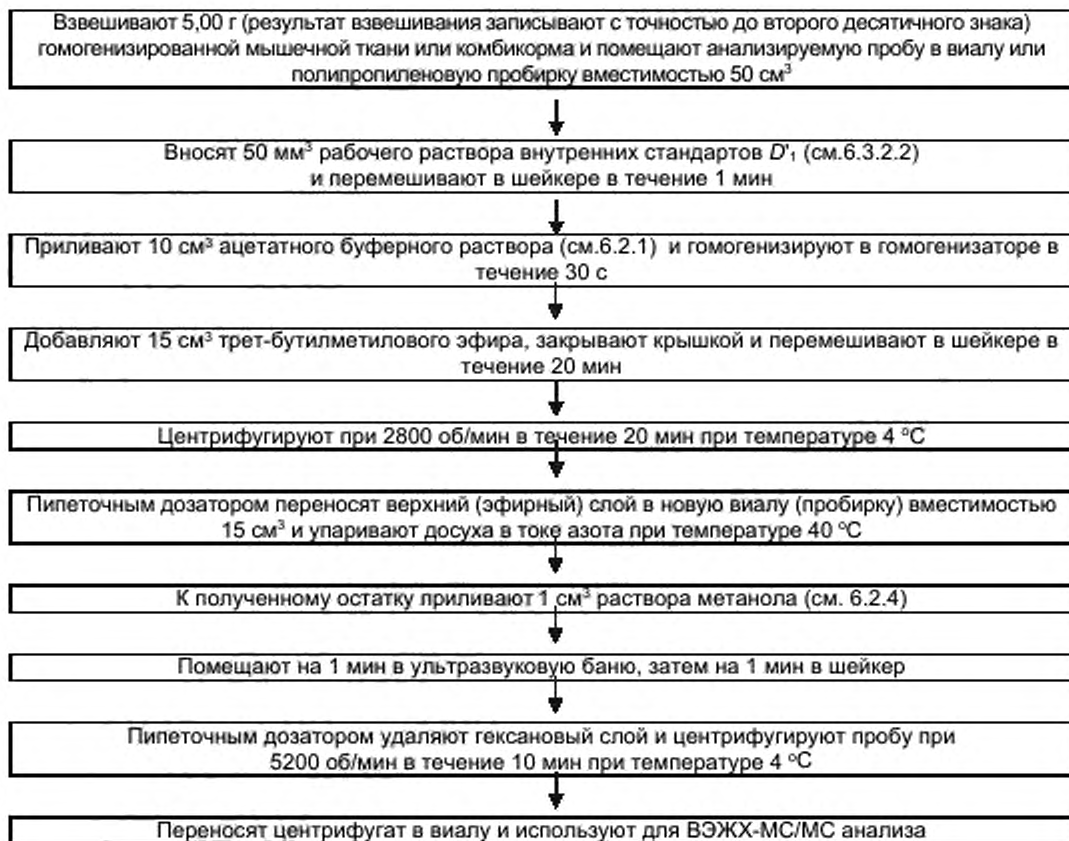 Взвешивают 5,00 г (результат взвешивания записывают с точностью до второго десятичного знака)
гомогенизированной мышечной ткани или комбикорма и помещают анализируемую пробу в виалу или
полипропиленовую пробирку вместимостью 50 см³
Вносят 50 мм³ рабочего раствора внутренних стандартов D'₁ (см.6.3.2.2)
и перемешивают в шейкере в течение 1 мин
Приливают 10 см³ ацетатного буферного раствора (см.6.2.1) и гомогенизируют в гомогенизаторе в
течение 30 с
Добавляют 15 см³ трет-бутилметилового эфира, закрывают крышкой и перемешивают в шейкере в
течение 20 мин
Центрифугируют при 2800 об/мин в течение 20 мин при температуре 4 ºС
Пипеточным дозатором переносят верхний (эфирный) слой в новую виалу (пробирку) вместимостью
15 см³ и упаривают досуха в токе азота при температуре 40 ºС
К полученному остатку приливают 1 см³ раствора метанола (см. 6.2.4)
Помещают на 1 мин в ультразвуковую баню, затем на 1 мин в шейкер
Пипеточным дозатором удаляют гексановый слой и центрифугируют пробу при
5200 об/мин в течение 10 мин при температуре 4 ºС
Переносят центрифугат в виалу и используют для ВЭЖХ-МС/МС анализа